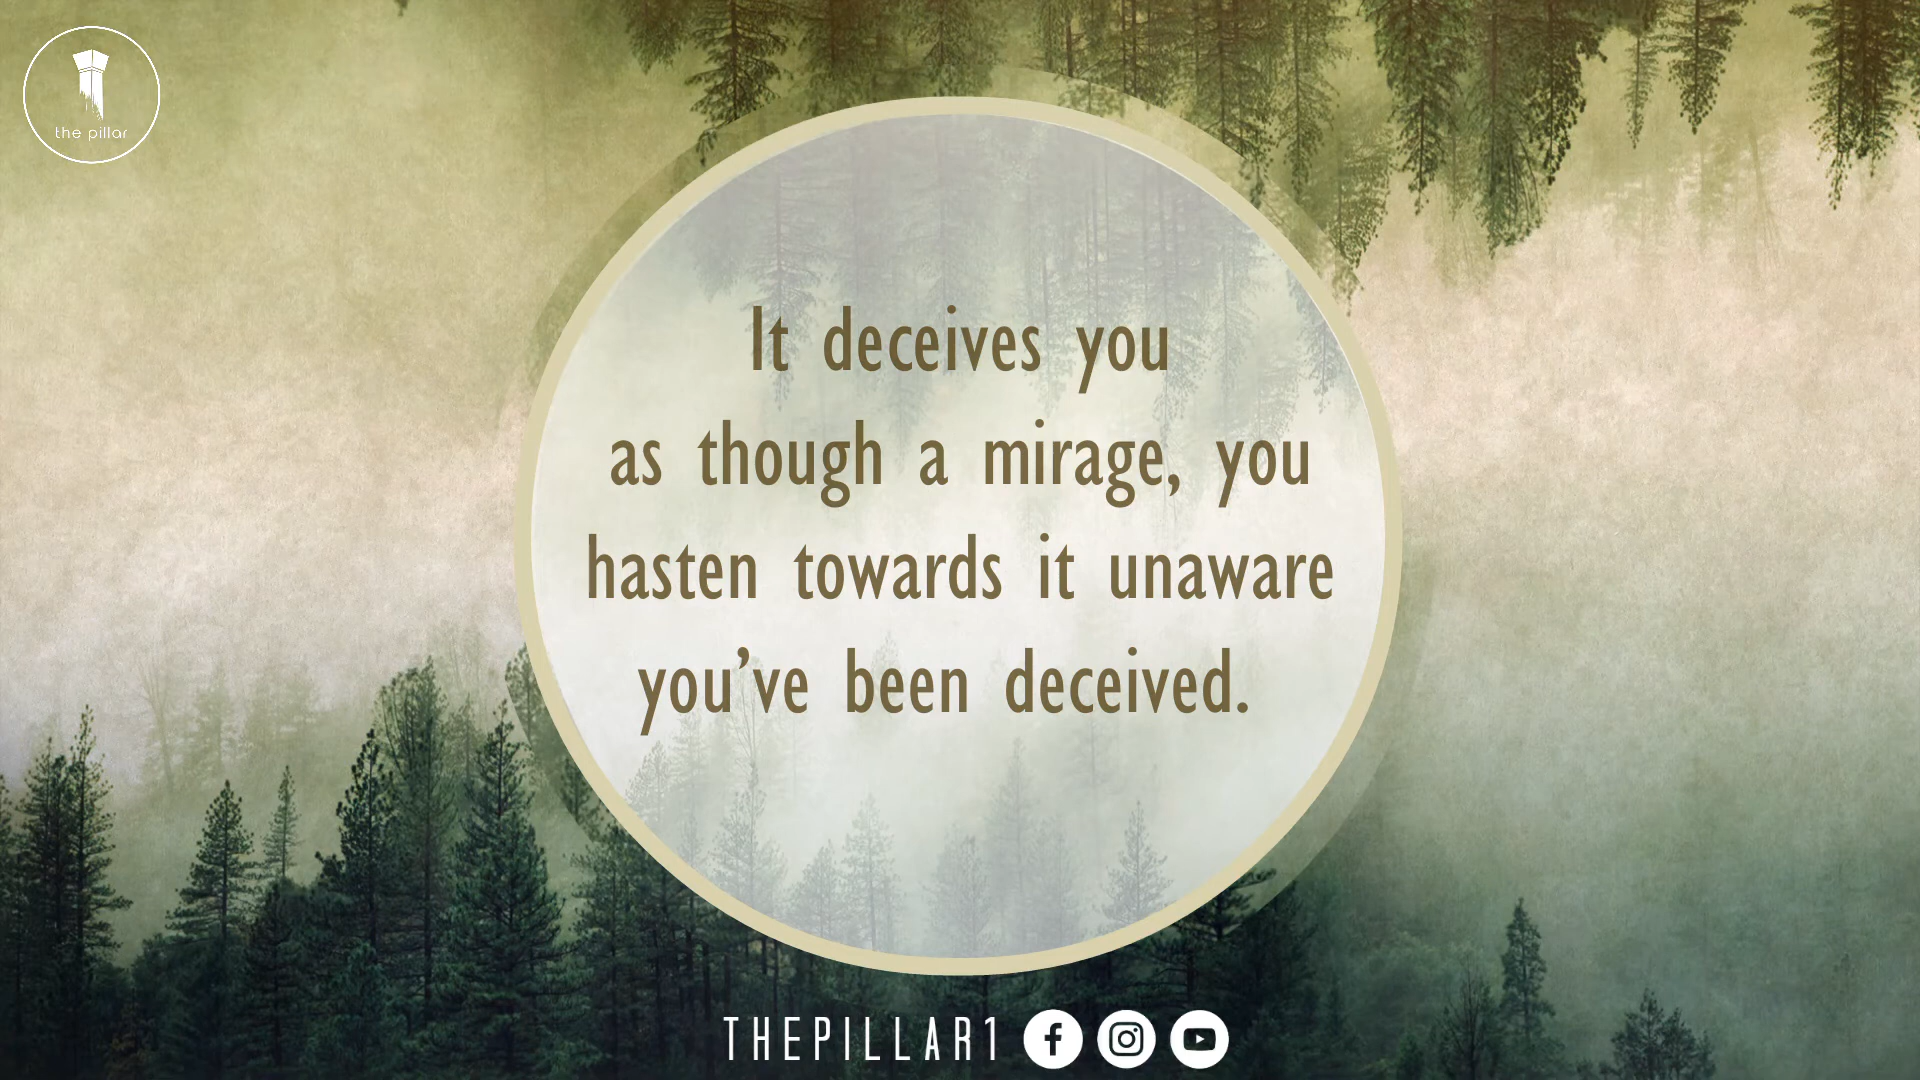 the pillar
It deceives you
as though a mirage, you
hasten towards it unaware
you’ve been deceived.
THEPILLAR1